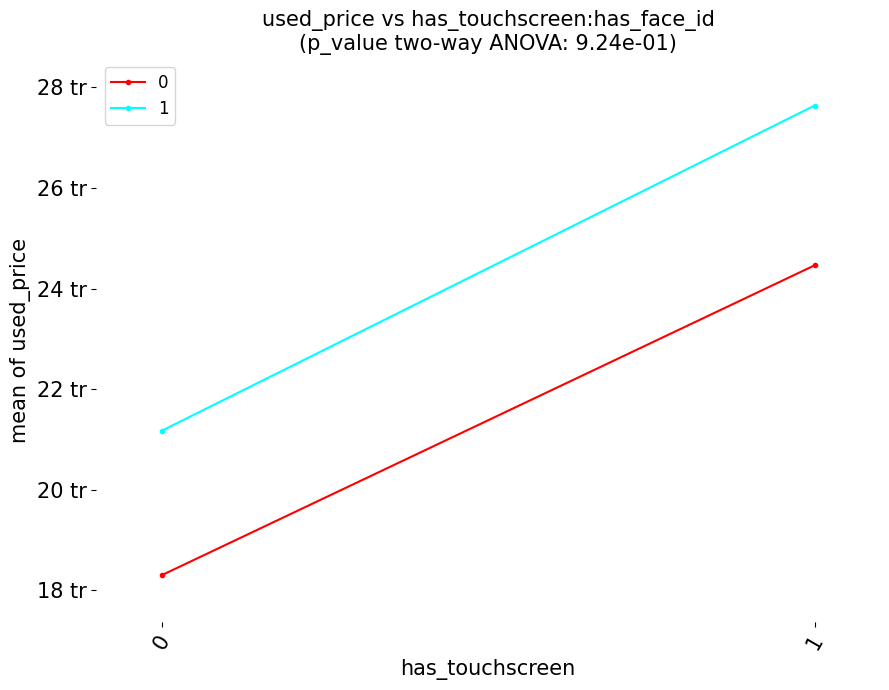 used_price vs has_touchscreen:has_face_id
(p_value two-way ANOVA: 9.24e-01)
0
1
28 tr
26 tr
24 tr
22 tr
20 tr
18 tr
mean of used_price
0
1
has_touchscreen